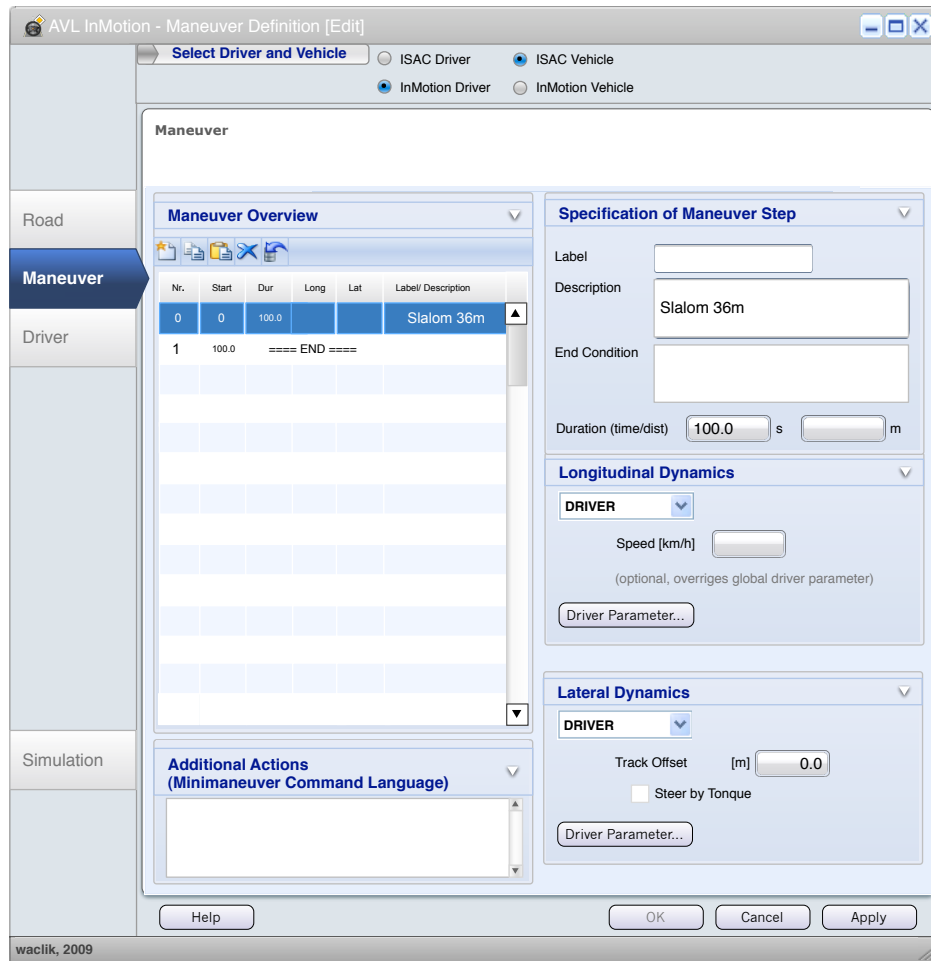 AVL InMotion - Maneuver Definition [Edit]
Select Driver and Vehicle
ISAC Driver
ISAC Vehicle
InMotion Driver
InMotion Vehicle
Maneuver
Road
Maneuver
Driver
Simulation
Maneuver Overview
Nr. Start Dur Long Lat Label/ Description
0 0 100.0 Slalom 36m
1 100.0 ==== END ====
Additional Actions
(Minimaneuver Command Language)
Specification of Maneuver Step
Label
Description
Slalom 36m
End Condition
Duration (time/dist) 100.0 s m
Longitudinal Dynamics
DRIVER
Speed [km/h]
(optional, overriges global driver parameter)
Driver Parameter...
Lateral Dynamics
DRIVER
Track Offset [m] 0.0
Steer by Tonque
Driver Parameter...
Help
OK
Cancel
Apply
waclik, 2009